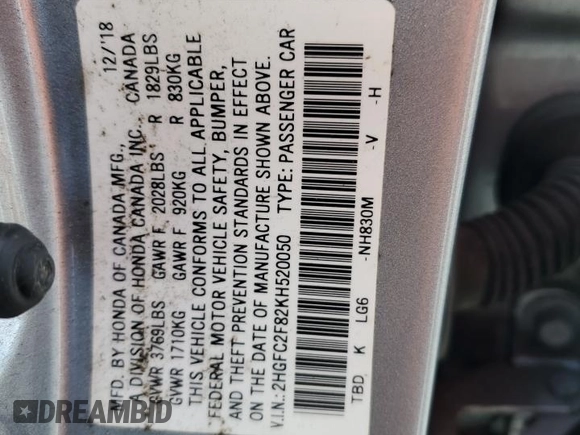 MFD. BY HONDA OF CANADA MFG., 12/'18
A DIVISION OF HONDA CANADA INC. CANADA
GVWR 3769LBS GAWR F 2028LBS R 1829LBS
GVWR 1710KG GAWR F 920KG R 830KG
THIS VEHICLE CONFORMS TO ALL APPLICABLE
FEDERAL MOTOR VEHICLE SAFETY, BUMPER,
AND THEFT PREVENTION STANDARDS IN EFFECT
ON THE DATE OF MANUFACTURE SHOWN ABOVE.
V.I.N.: 2HGFC2F82KH520050 TYPE: PASSENGER CAR
TBD K LG6 -NH830M -V -H
DREAMBID